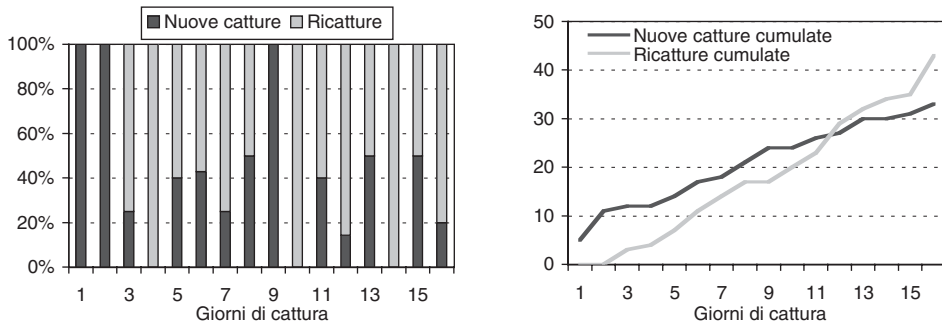 Nuove catture Ricatture
100%
80%
60%
40%
20%
0%
1 3 5 7 9 11 13 15
Giorni di cattura
50
40
30
20
10
0
Nuove catture cumulate
Ricatture cumulate
1 3 5 7 9 11 13 15
Giorni di cattura